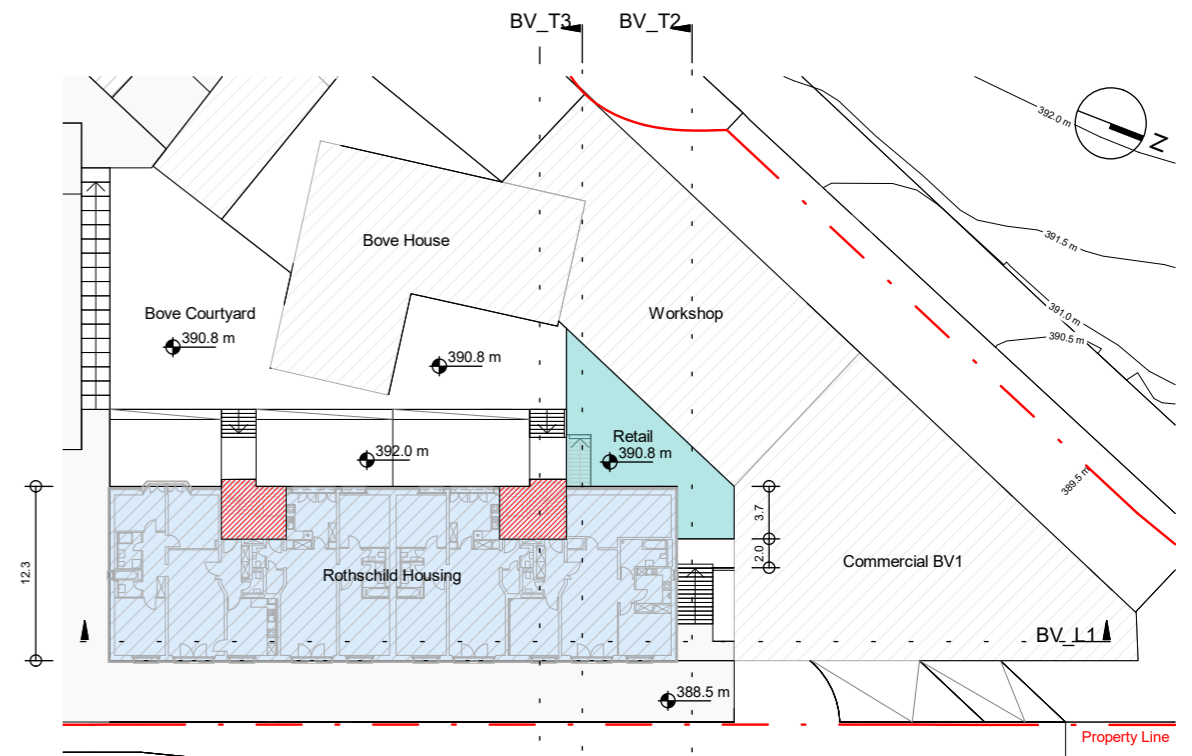 BV_T3
BV_T2
392.0 m
Z
391.5 m
Bove House
Bove Courtyard
Workshop
390.8 m
390.8 m
391.0 m
390.5 m
Retail
390.8 m
392.0 m
389.5 m
3.7
2.0
12.3
Rothschild Housing
Commercial BV1
BV_L1
388.5 m
Property Line